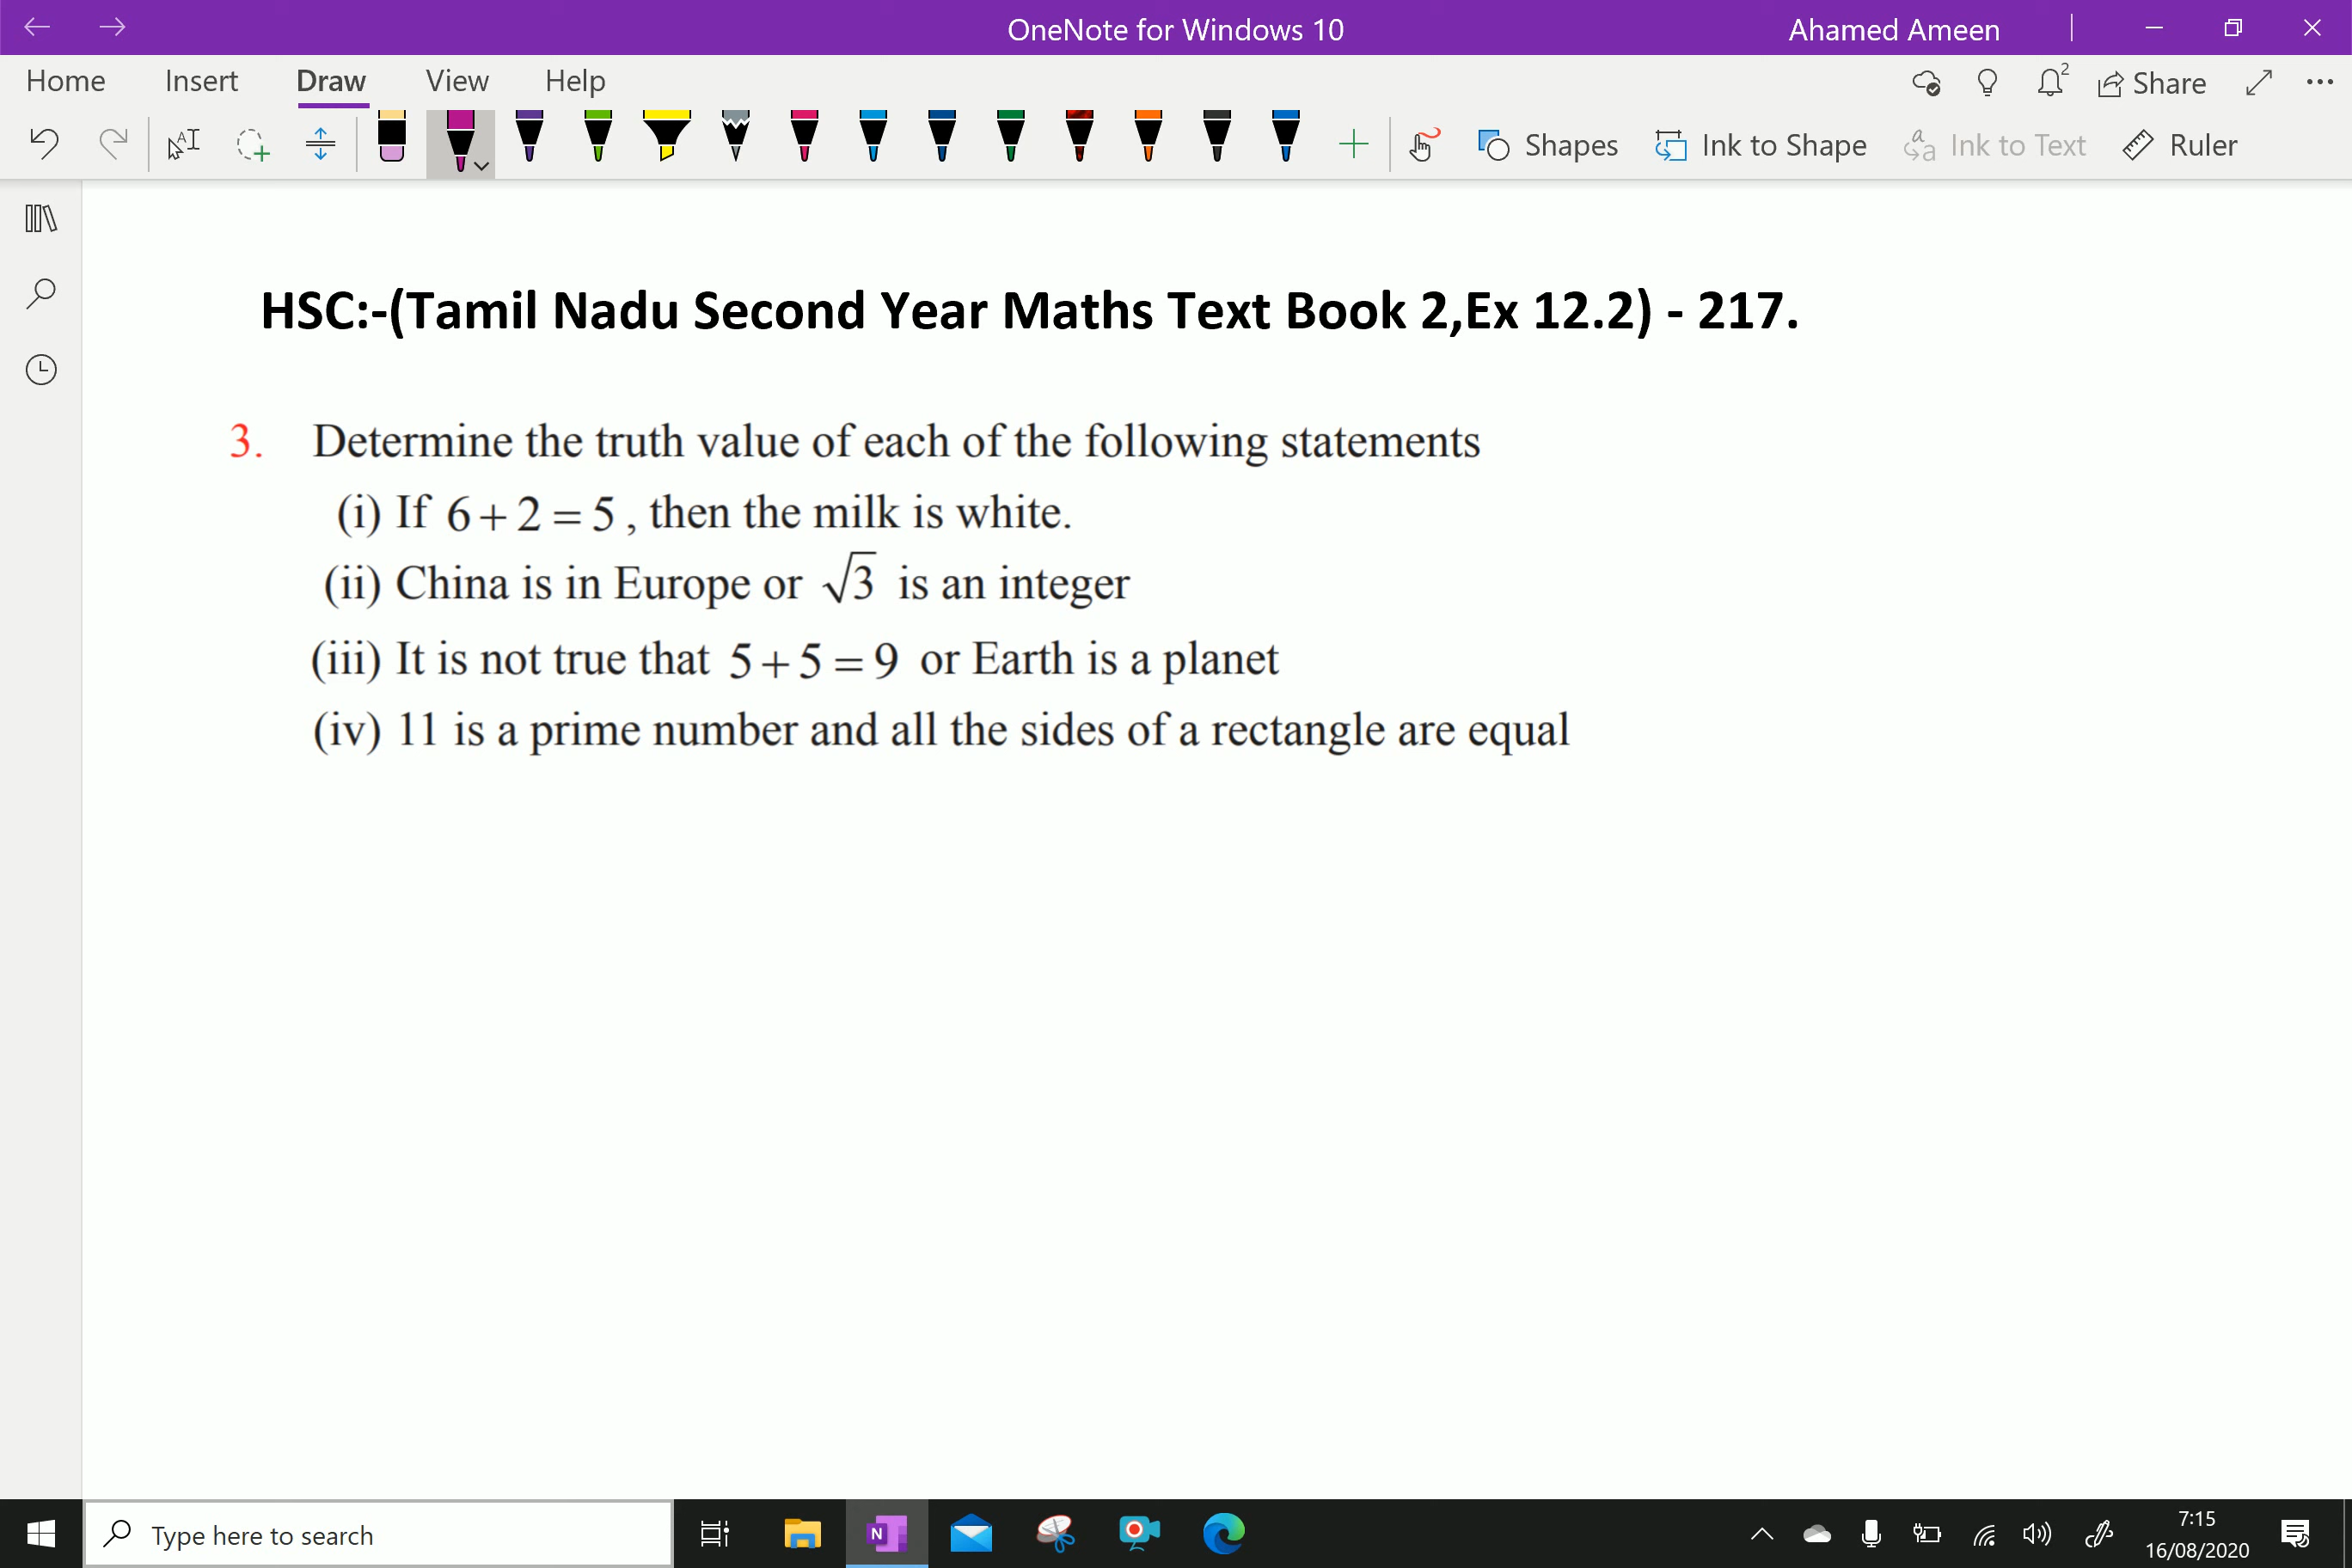 OneNote for Windows 10
Ahamed Ameen
Home Insert Draw View Help
2 Share
Shapes Ink to Shape Ink to Text Ruler
HSC:-(Tamil Nadu Second Year Maths Text Book 2,Ex 12.2) - 217.
3. Determine the truth value of each of the following statements
(i) If 6 + 2 = 5 , then the milk is white.
(ii) China is in Europe or √3 is an integer
(iii) It is not true that 5 + 5 = 9 or Earth is a planet
(iv) 11 is a prime number and all the sides of a rectangle are equal
Type here to search
7:15
16/08/2020